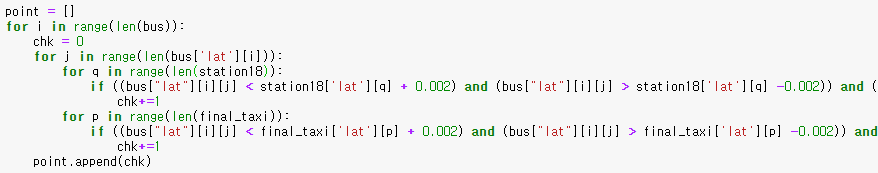 point = []
for i in range(len(bus)):
    chk = 0
    for j in range(len(bus['lat'][i])):
        for q in range(len(station18)):
            if ((bus["lat"][i][j] < station18['lat'][q] + 0.002) and (bus["lat"][i][j] > station18['lat'][q] -0.002)) and (
                chk+=1
        for p in range(len(final_taxi)):
            if ((bus["lat"][i][j] < final_taxi['lat'][p] + 0.002) and (bus["lat"][i][j] > final_taxi['lat'][p] -0.002)) and
                chk+=1
    point.append(chk)